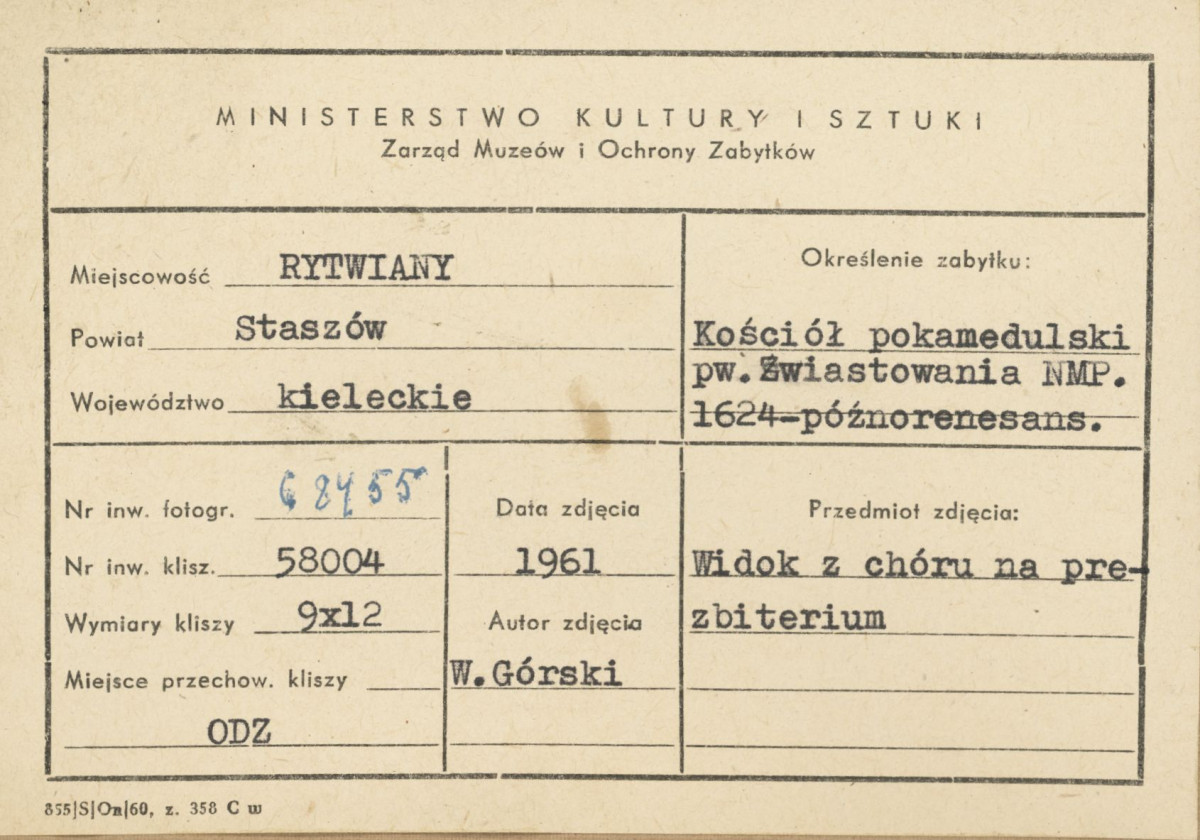 MINISTERSTWO KULTURY I SZTUKI
Zarząd Muzeów i Ochrony Zabytków
Miejscowość RYTWIANY
Powiat Staszów
Województwo kieleckie
Określenie zabytku:
Kościół pokamedulski
pw. Zwiastowania NMP.
1624-późnorenesans.
Nr inw. fotogr. 68455
Nr inw. klisz. 58004
Wymiary kliszy 9x12
Miejsce przechow. kliszy
ODZ
Data zdjęcia
1961
Autor zdjęcia
W.Górski
Przedmiot zdjęcia:
Widok z chóru na pre-
zbiterium
355|S|On|60, z. 358 C w